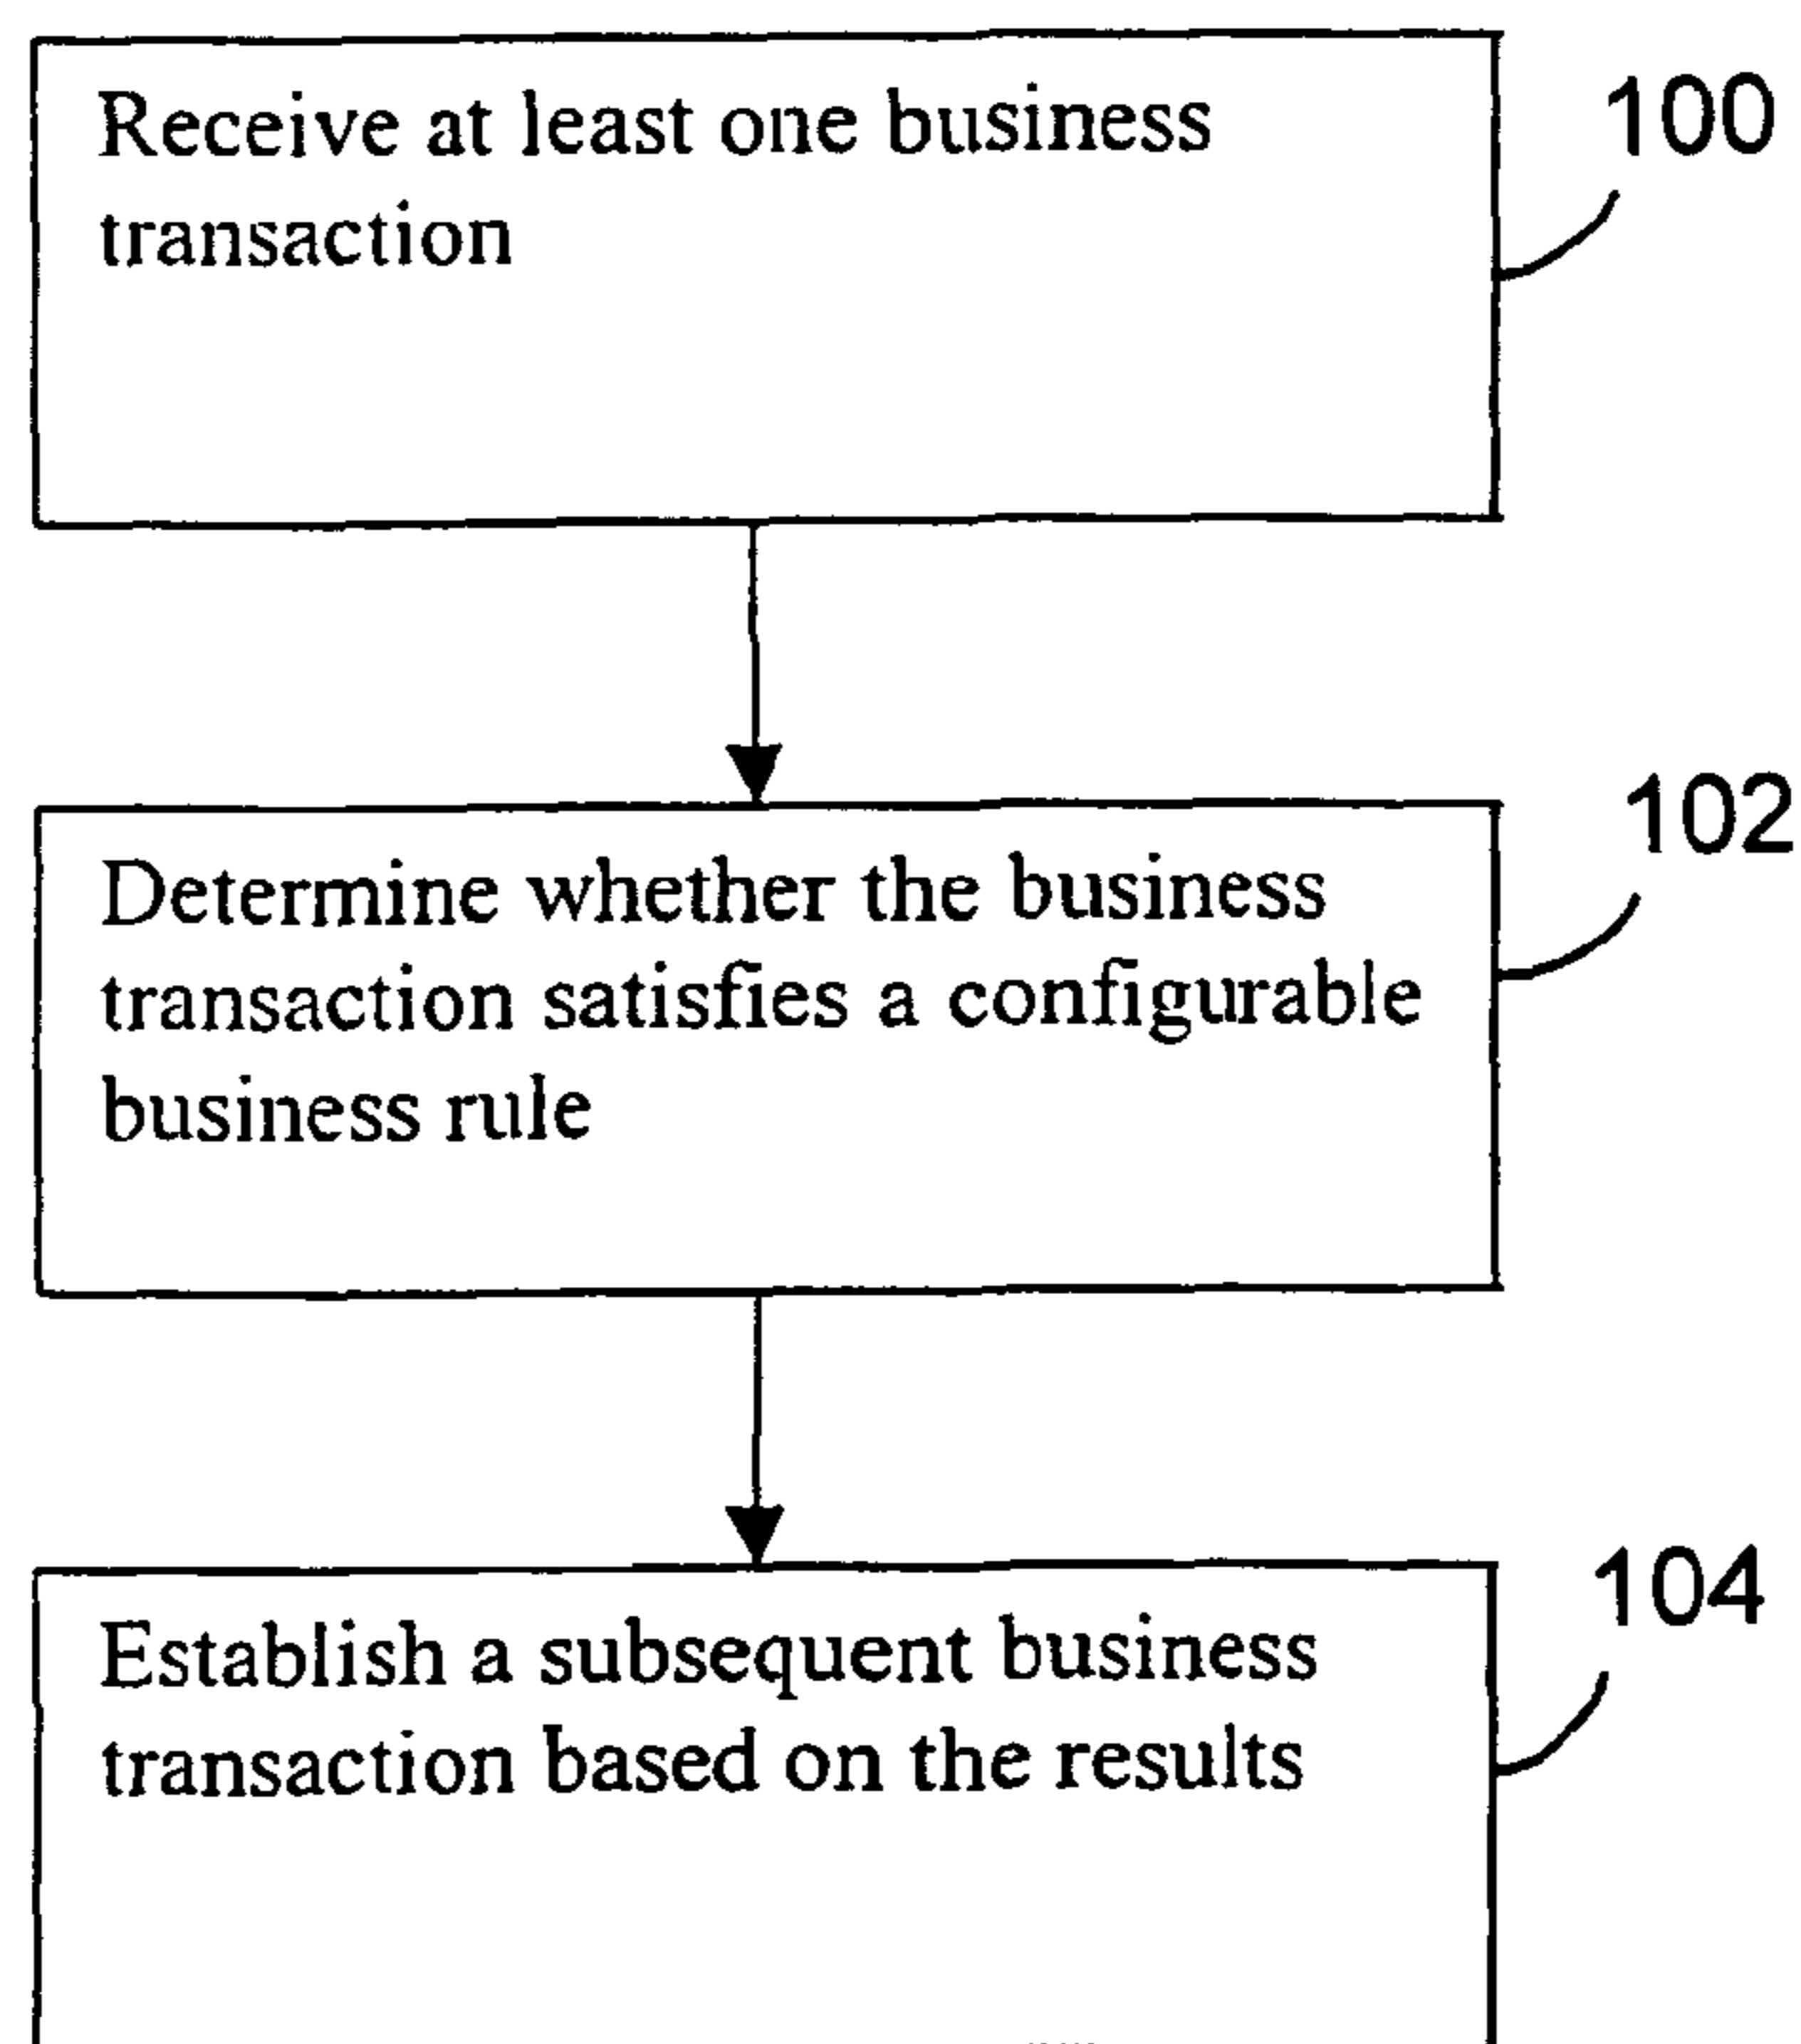 Receive at least one business
transaction
100
Determine whether the business
transaction satisfies a configurable
business rule
102
Establish a subsequent business
transaction based on the results
104